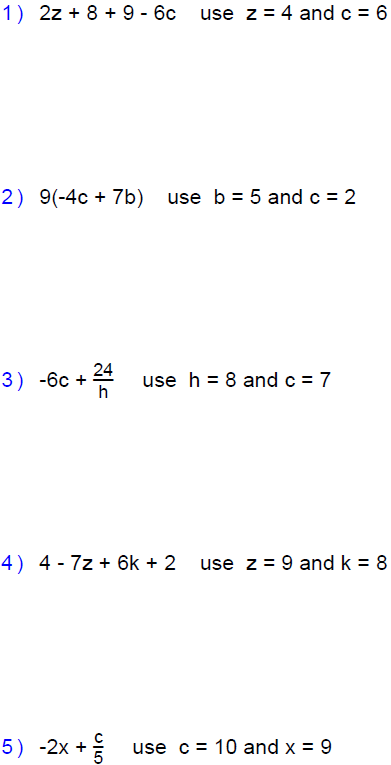 1) 2z + 8 + 9 - 6c use z = 4 and c = 6
2) 9(-4c + 7b) use b = 5 and c = 2
3) -6c + 24/h use h = 8 and c = 7
4) 4 - 7z + 6k + 2 use z = 9 and k = 8
5) -2x + c/5 use c = 10 and x = 9